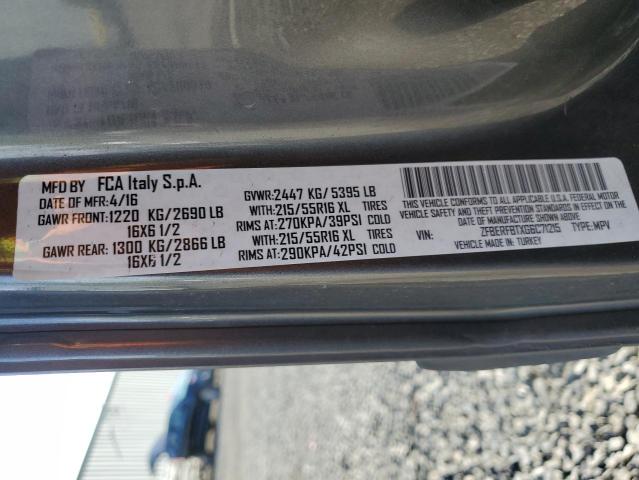 MFD BY FCA Italy S.p.A.
DATE OF MFR: 4/16
GAWR FRONT: 1220 KG/2690 LB
16X6 1/2
GAWR REAR: 1300 KG/2866 LB
16X6 1/2
GVWR: 2447 KG/5395 LB
WITH: 215/55R16 XL TIRES
RIMS AT: 270KPA/39PSI COLD
WITH: 215/55R16 XL TIRES
RIMS AT: 290KPA/42PSI COLD
THIS VEHICLE CONFORMS TO ALL APPLICABLE U.S.A. FEDERAL MOTOR
VEHICLE SAFETY, BUMPER, AND THEFT PREVENTION
STANDARDS IN EFFECT ON THE DATE OF MANUFACTURE SHOWN ABOVE.
VIN: ZFBERFBTXG6C71215 TYPE: MPV
VEHICLE MADE IN: TURKEY